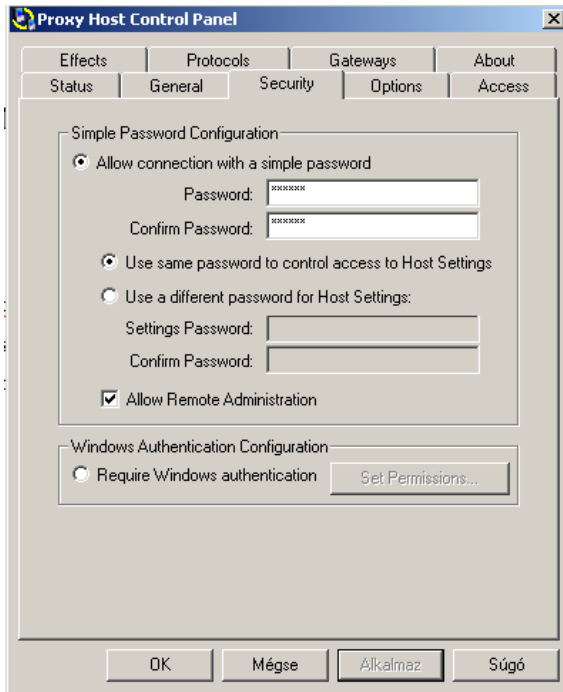 Proxy Host Control Panel
Effects Protocols Gateways About
Status General Security Options Access
Simple Password Configuration
Allow connection with a simple password
Password: ******
Confirm Password: ******
Use same password to control access to Host Settings
Use a different password for Host Settings:
Settings Password:
Confirm Password:
Allow Remote Administration
Windows Authentication Configuration
Require Windows authentication Set Permissions...
OK Mégse Alkalmaz Súgó